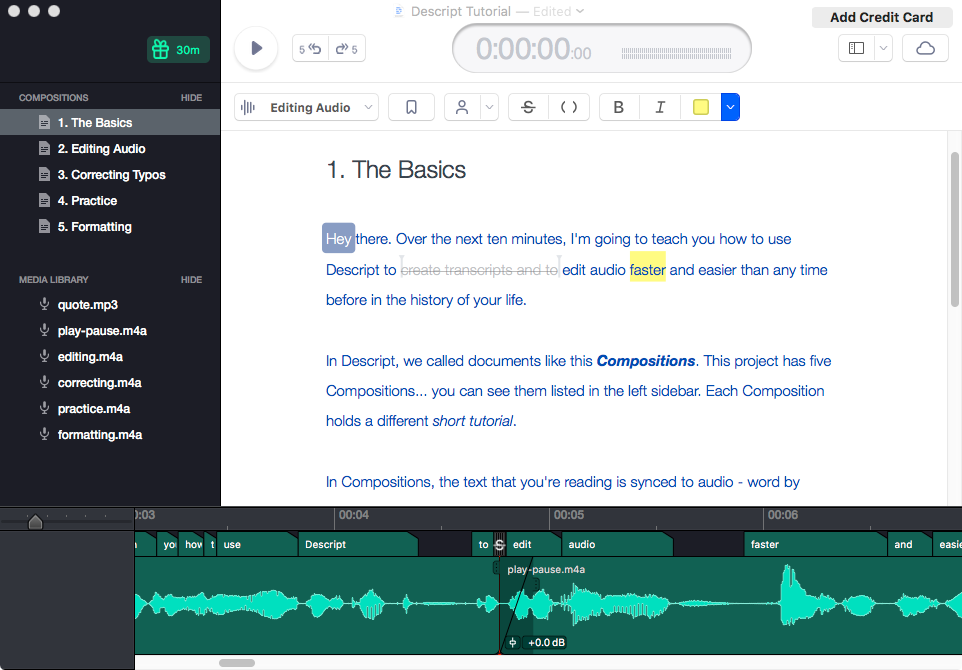 Descript Tutorial — Edited
Add Credit Card
30m
5 5
0:00:00:00
COMPOSITIONS HIDE
1. The Basics
2. Editing Audio
3. Correcting Typos
4. Practice
5. Formatting
MEDIA LIBRARY HIDE
quote.mp3
play-pause.m4a
editing.m4a
correcting.m4a
practice.m4a
formatting.m4a
Editing Audio S ( ) B I
1. The Basics
Hey there. Over the next ten minutes, I'm going to teach you how to use
Descript to create transcripts and to edit audio faster and easier than any time
before in the history of your life.
In Descript, we called documents like this Compositions. This project has five
Compositions... you can see them listed in the left sidebar. Each Composition
holds a different short tutorial.
In Compositions, the text that you're reading is synced to audio - word by
0:03 00:04 00:05 00:06
you how t use Descript to S edit audio faster and easie
play-pause.m4a
+0.0 dB